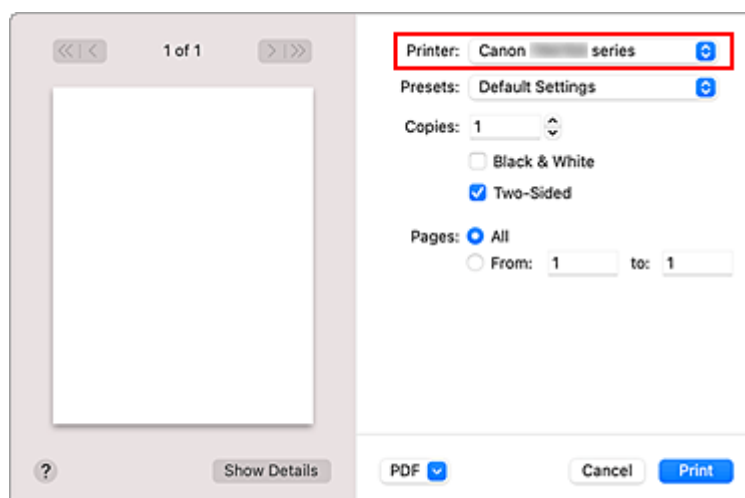 1 of 1
Printer: Canon series
Presets: Default Settings
Copies: 1
Black & White
Two-Sided
Pages: All
From: 1 to: 1
? Show Details PDF Cancel Print